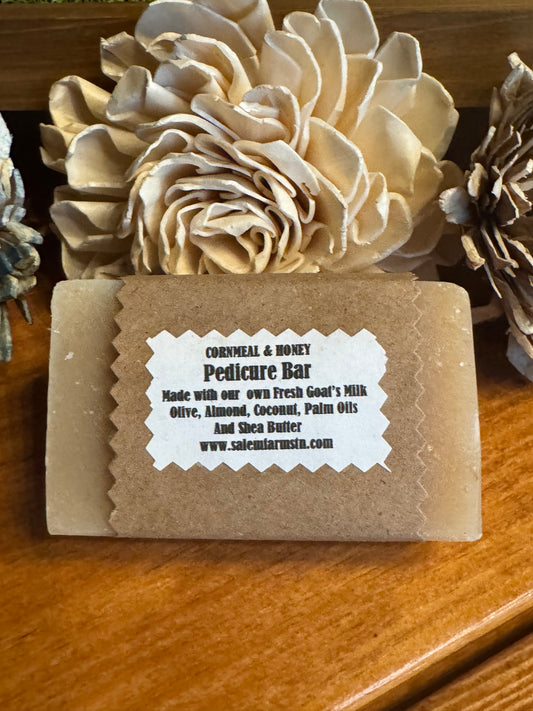 CORNMEAL & HONEY
Pedicure Bar
Made with our own Fresh Goat's Milk
Olive, Almond, Coconut, Palm Oils
And Shea Butter
www.salemfarmstn.com